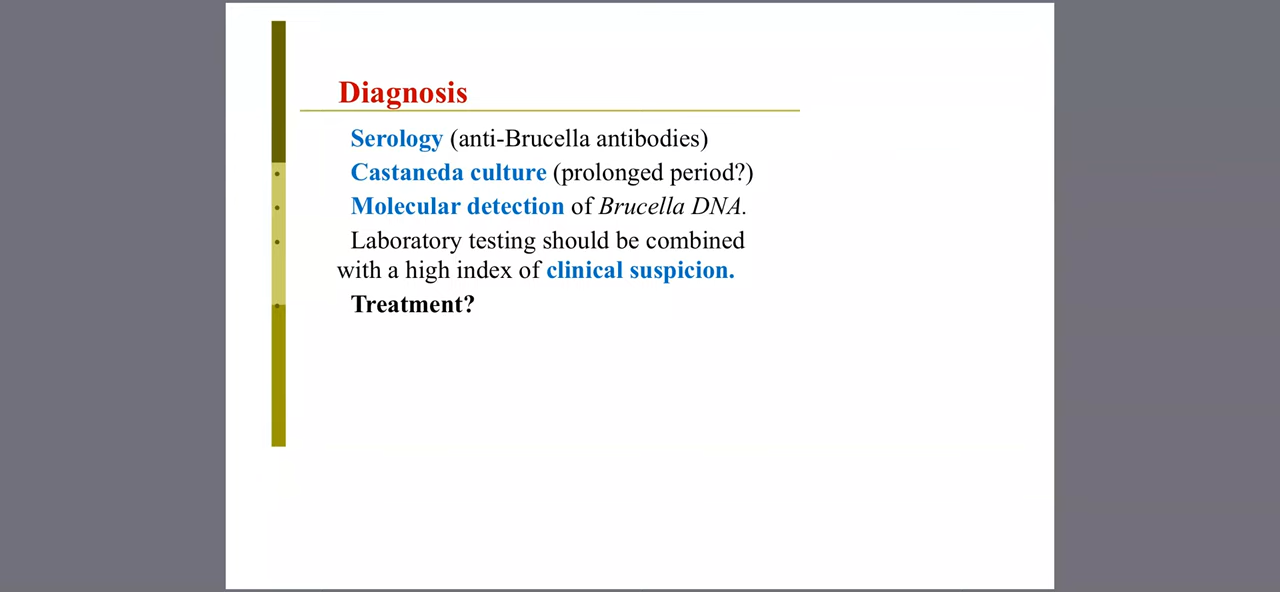 Diagnosis
Serology (anti-Brucella antibodies)
Castaneda culture (prolonged period?)
Molecular detection of Brucella DNA.
Laboratory testing should be combined
with a high index of clinical suspicion.
Treatment?